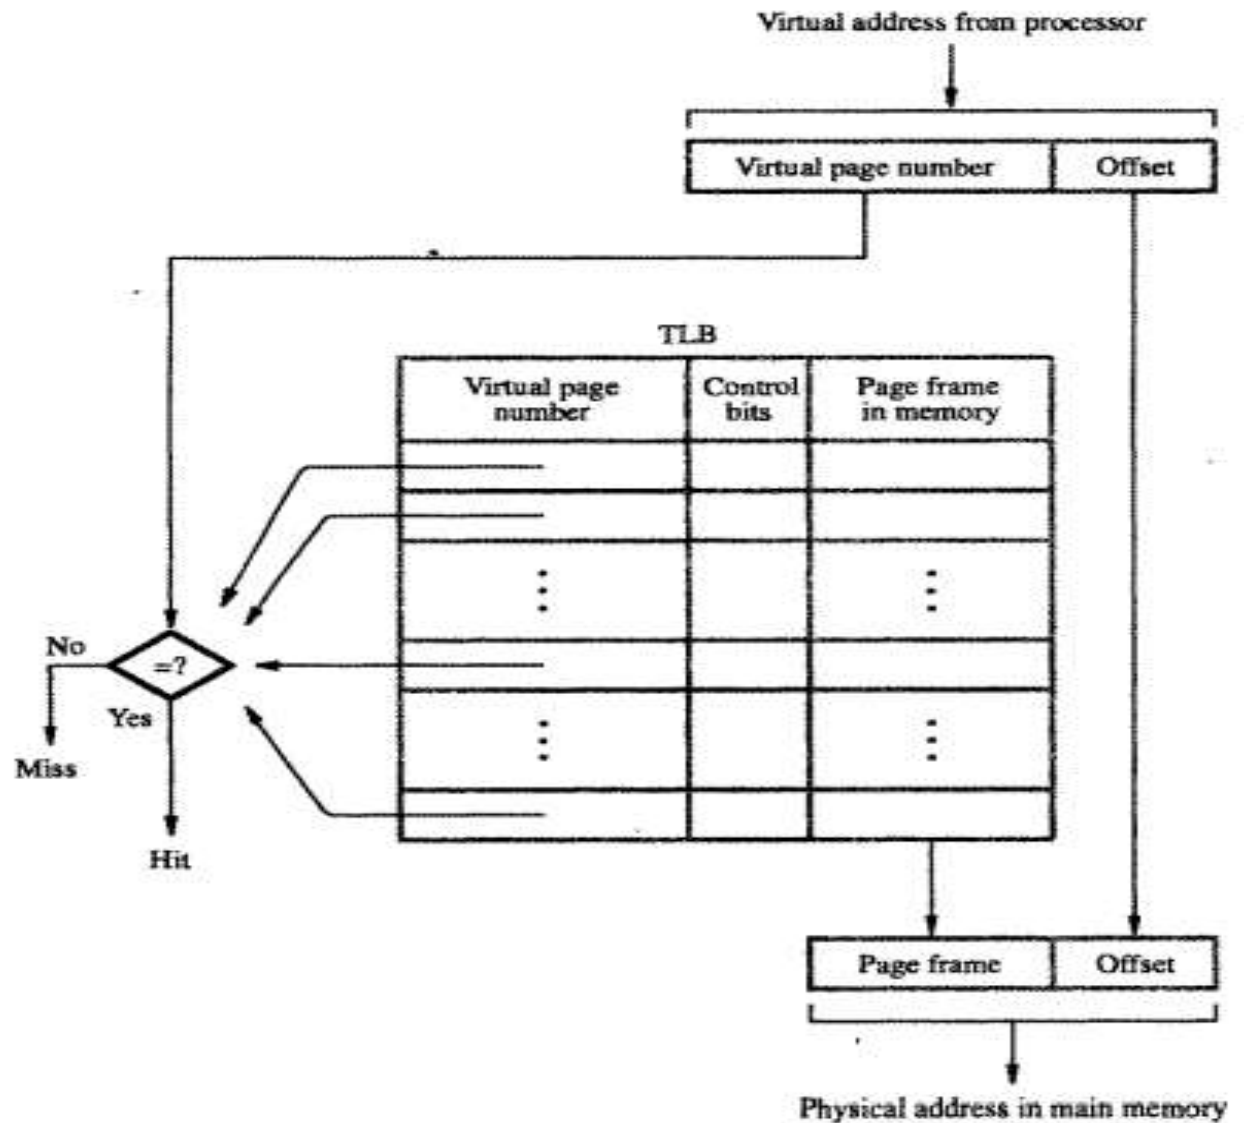 Virtual address from processor
Virtual page number
Offset
TLB
Virtual page
number
Control
bits
Page frame
in memory
No
=?
Yes
Miss
Hit
Page frame
Offset
Physical address in main memory